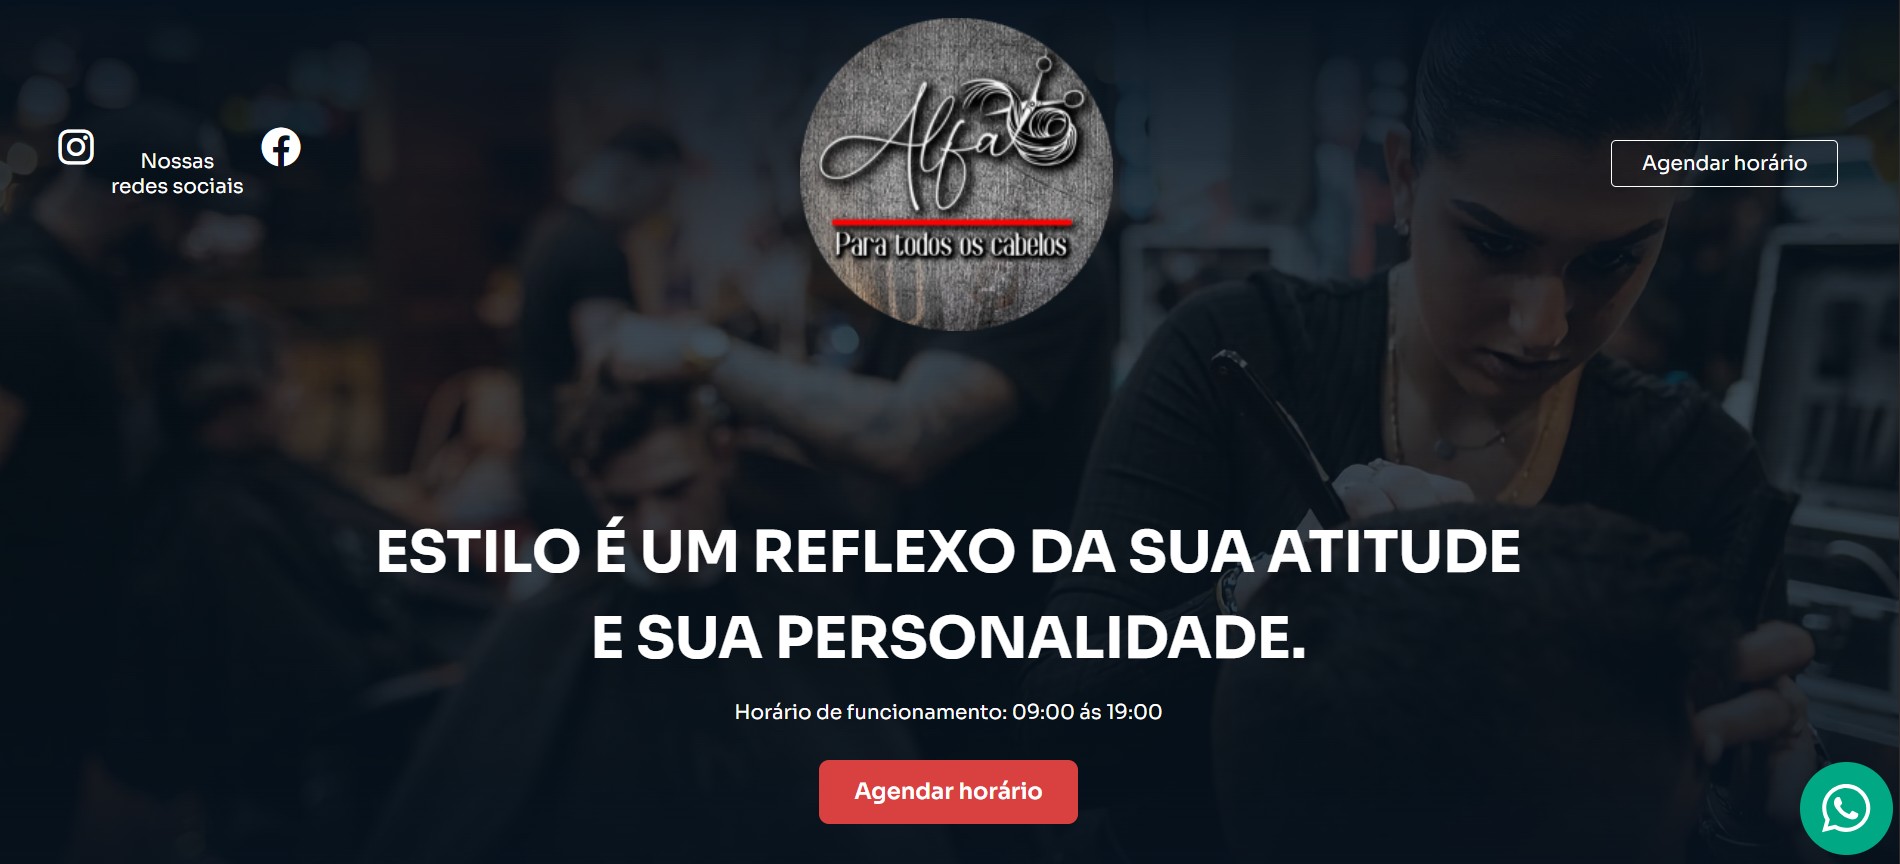 Nossas
redes sociais
Alfa
Para todos os cabelos
Agendar horário
ESTILO É UM REFLEXO DA SUA ATITUDE
E SUA PERSONALIDADE.
Horário de funcionamento: 09:00 ás 19:00
Agendar horário